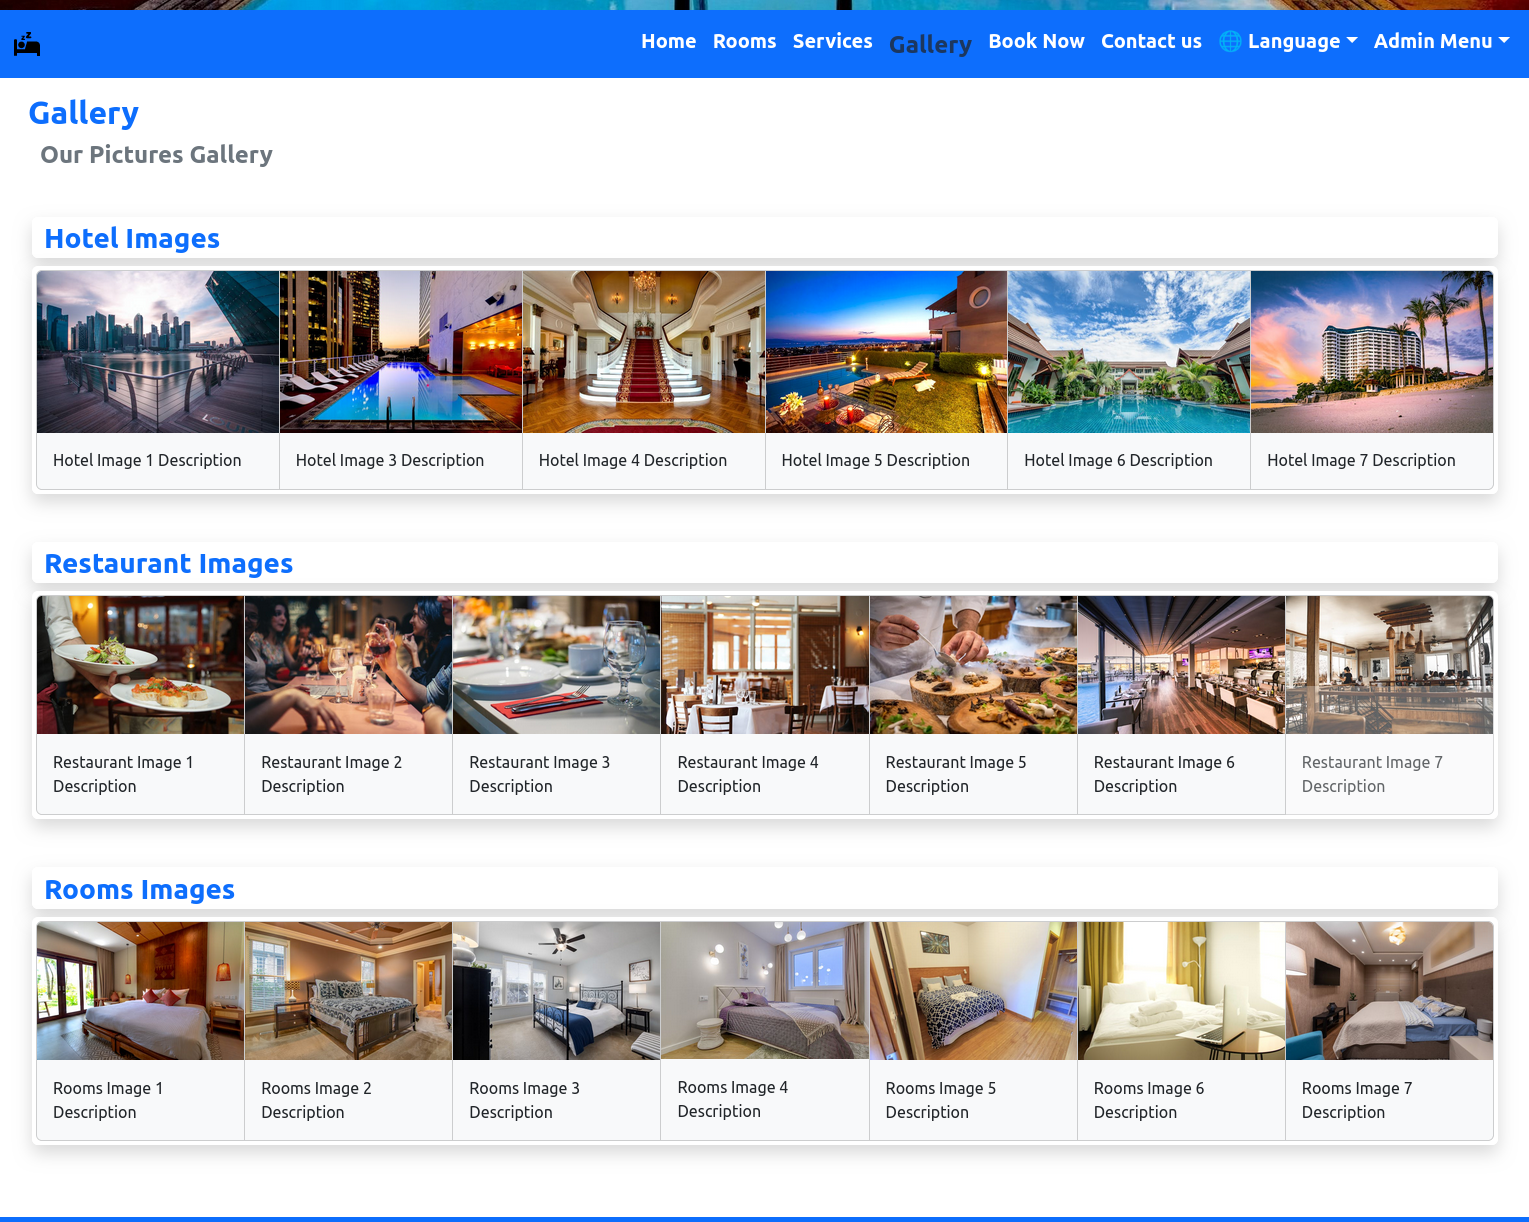 Home Rooms Services Gallery Book Now Contact us 🌐 Language Admin Menu
Gallery
Our Pictures Gallery
Hotel Images
Hotel Image 1 Description
Hotel Image 3 Description
Hotel Image 4 Description
Hotel Image 5 Description
Hotel Image 6 Description
Hotel Image 7 Description
Restaurant Images
Restaurant Image 1
Description
Restaurant Image 2
Description
Restaurant Image 3
Description
Restaurant Image 4
Description
Restaurant Image 5
Description
Restaurant Image 6
Description
Restaurant Image 7
Description
Rooms Images
Rooms Image 1
Description
Rooms Image 2
Description
Rooms Image 3
Description
Rooms Image 4
Description
Rooms Image 5
Description
Rooms Image 6
Description
Rooms Image 7
Description